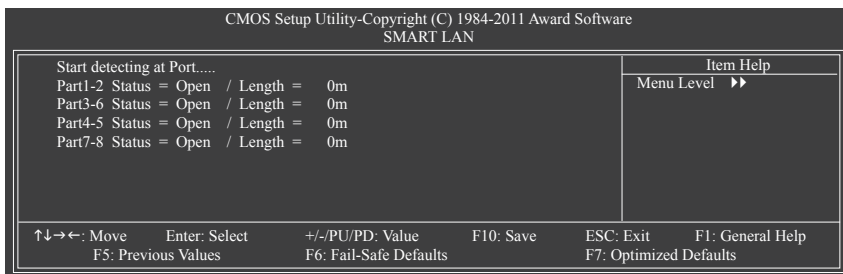 CMOS Setup Utility-Copyright (C) 1984-2011 Award Software
SMART LAN
Start detecting at Port.....
Part1-2 Status = Open / Length = 0m
Part3-6 Status = Open / Length = 0m
Part4-5 Status = Open / Length = 0m
Part7-8 Status = Open / Length = 0m
Item Help
Menu Level
↑↓→←: Move Enter: Select +/-/PU/PD: Value F10: Save ESC: Exit F1: General Help
F5: Previous Values F6: Fail-Safe Defaults F7: Optimized Defaults